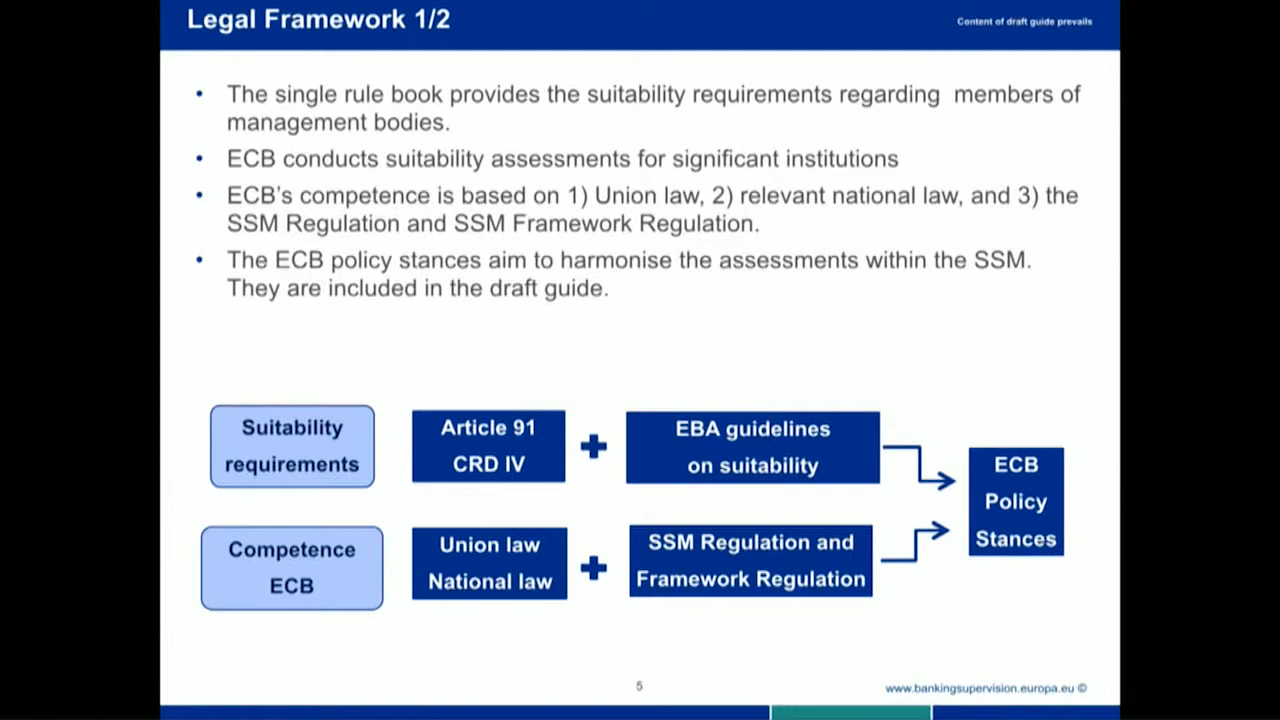 Legal Framework 1/2
Content of draft guide prevails
• The single rule book provides the suitability requirements regarding members of
management bodies.
• ECB conducts suitability assessments for significant institutions
• ECB's competence is based on 1) Union law, 2) relevant national law, and 3) the
SSM Regulation and SSM Framework Regulation.
• The ECB policy stances aim to harmonise the assessments within the SSM.
They are included in the draft guide.
Suitability
requirements
Article 91
CRD IV
EBA guidelines
on suitability
Competence
ECB
Union law
National law
SSM Regulation and
Framework Regulation
ECB
Policy
Stances
5
www.bankingsupervision.europa.eu ©